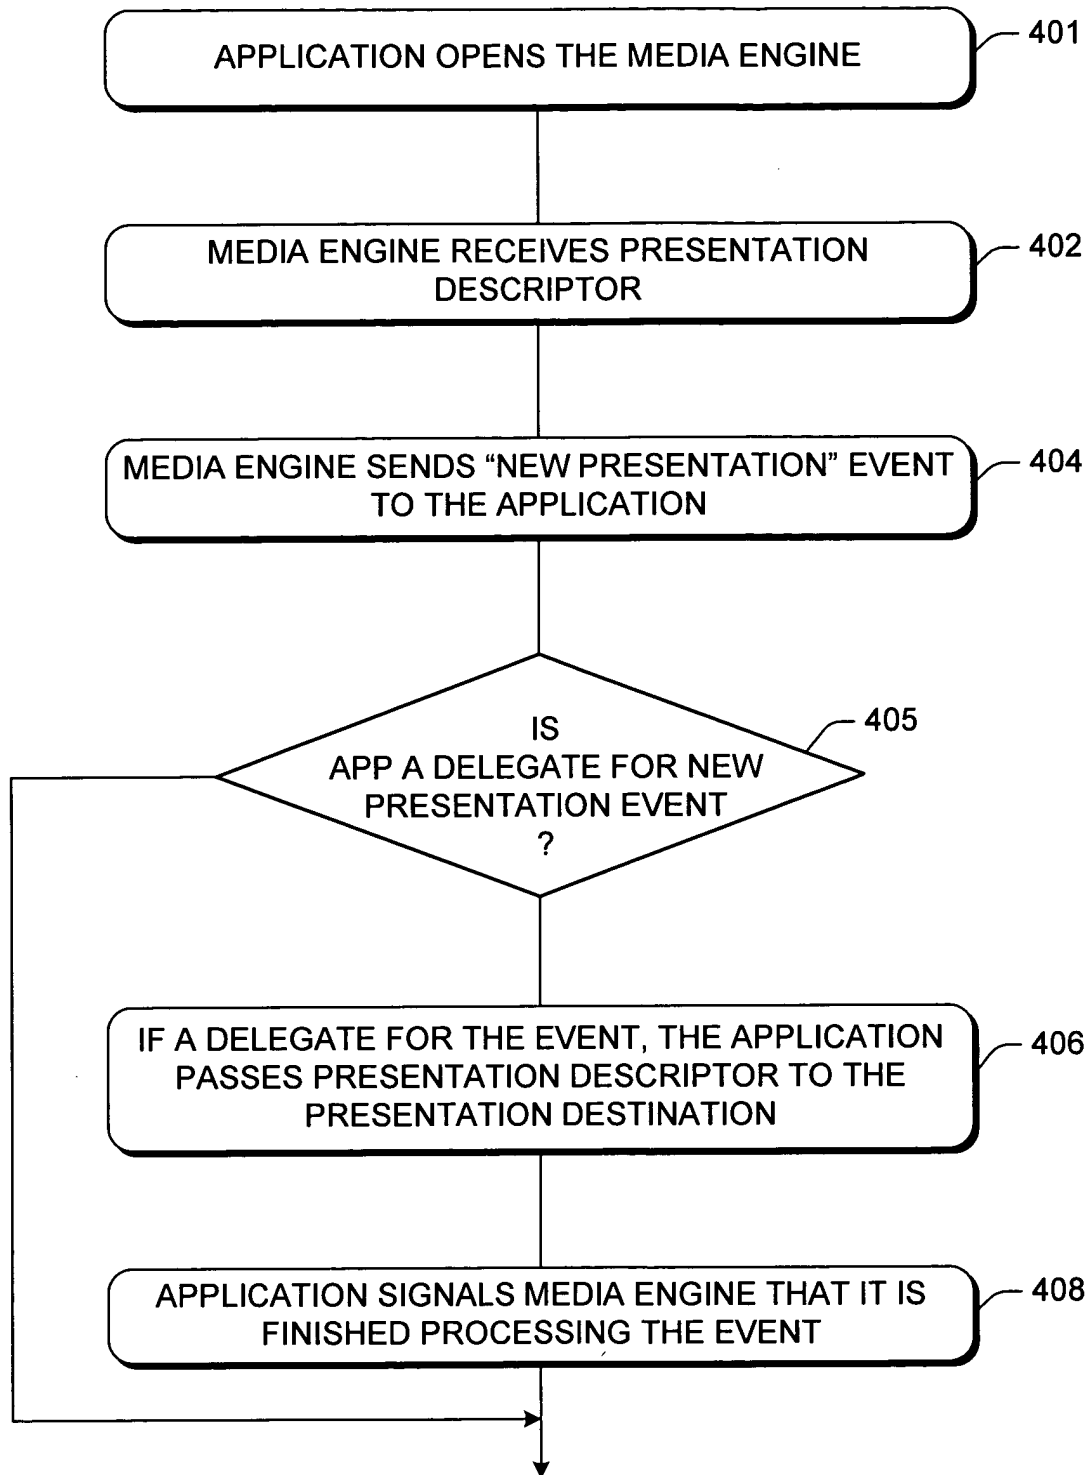 APPLICATION OPENS THE MEDIA ENGINE
401
MEDIA ENGINE RECEIVES PRESENTATION
DESCRIPTOR
402
MEDIA ENGINE SENDS “NEW PRESENTATION” EVENT
TO THE APPLICATION
404
IS
APP A DELEGATE FOR NEW
PRESENTATION EVENT
?
405
IF A DELEGATE FOR THE EVENT, THE APPLICATION
PASSES PRESENTATION DESCRIPTOR TO THE
PRESENTATION DESTINATION
406
APPLICATION SIGNALS MEDIA ENGINE THAT IT IS
FINISHED PROCESSING THE EVENT
408